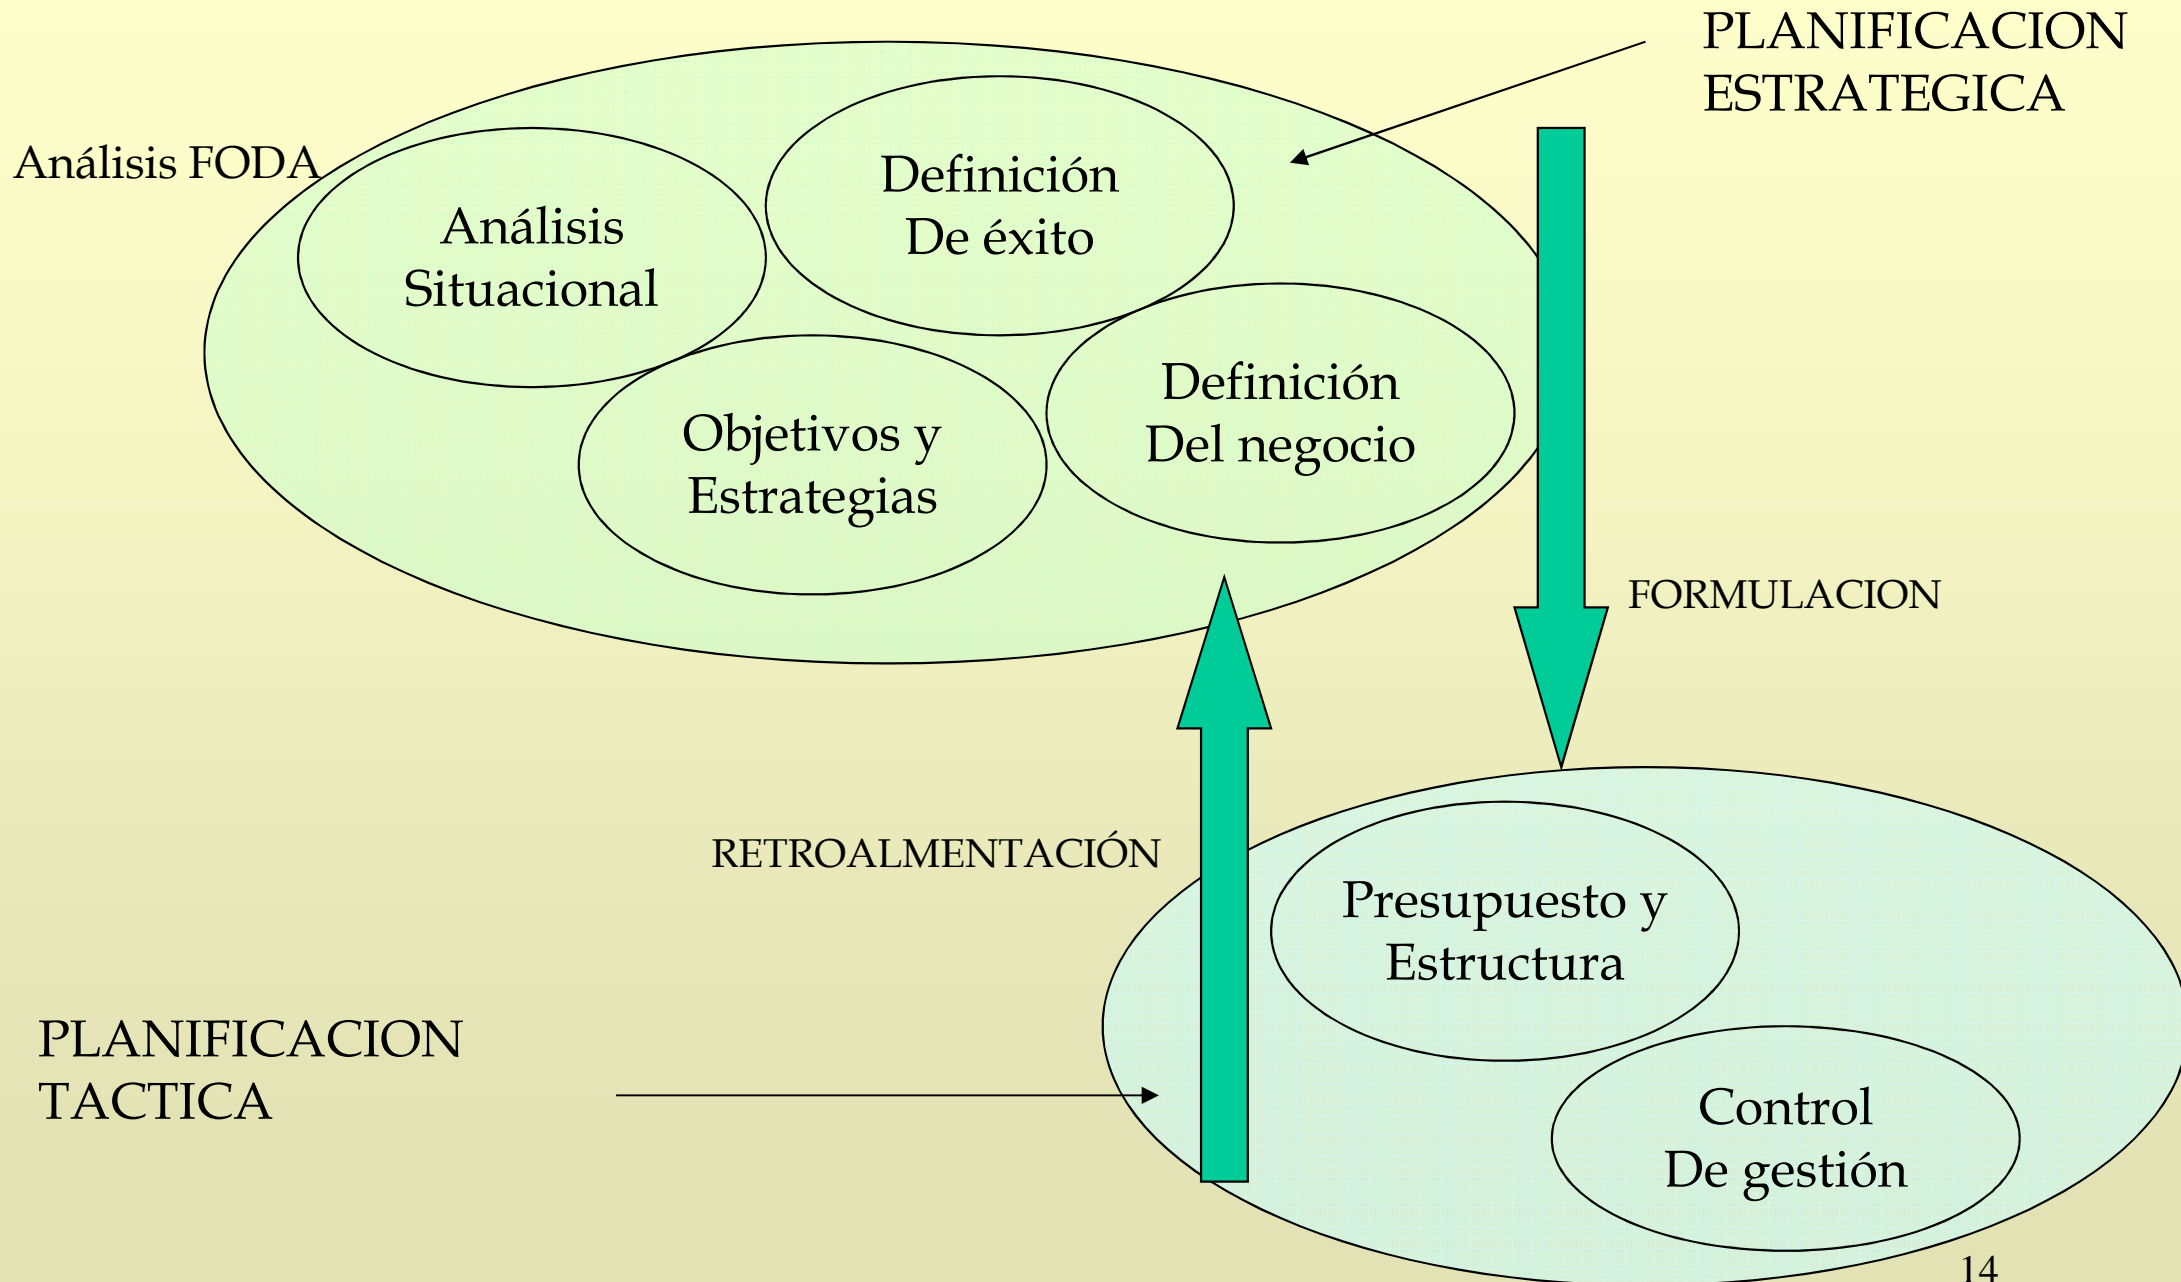 PLANIFICACION
ESTRATEGICA
Análisis FODA
Definición
De éxito
Análisis
Situacional
Definición
Del negocio
Objetivos y
Estrategias
FORMULACION
RETROALMENTACIÓN
Presupuesto y
Estructura
PLANIFICACION
TACTICA
Control
De gestión
14